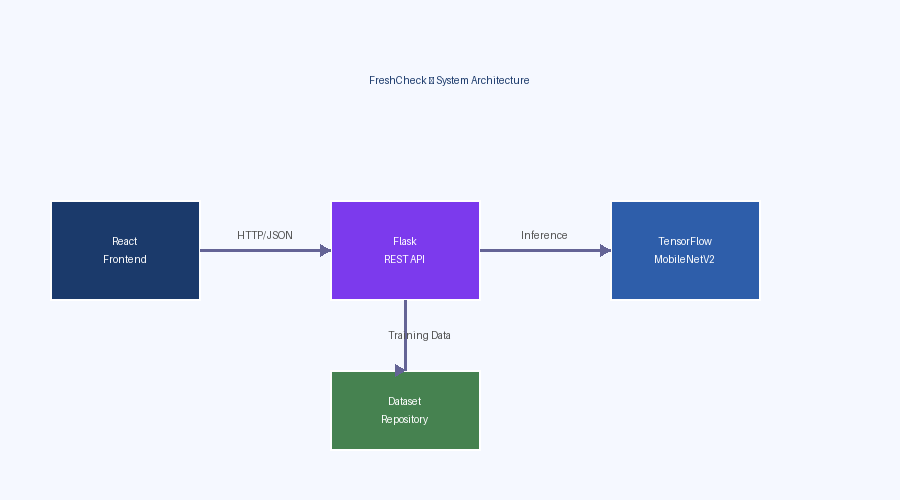 FreshCheck ▯ System Architecture
React
Frontend
HTTP/JSON
Flask
REST API
Inference
TensorFlow
MobileNetV2
Training Data
Dataset
Repository